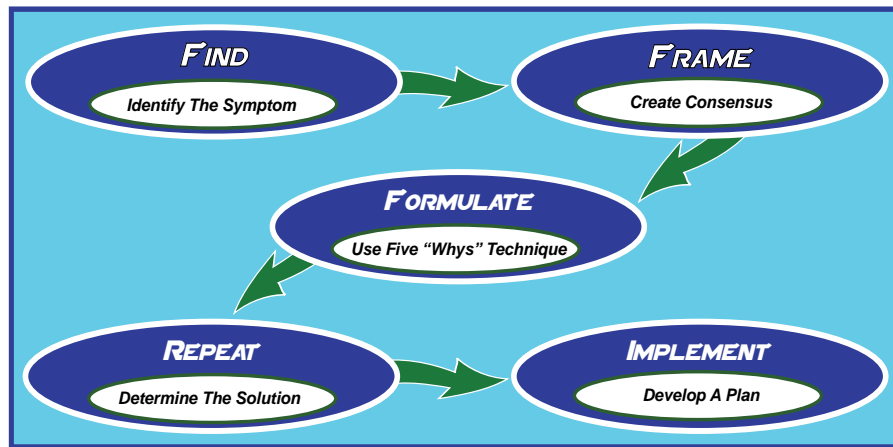 FIND
Identify The Symptom
FRAME
Create Consensus
FORMULATE
Use Five “Whys” Technique
REPEAT
Determine The Solution
IMPLEMENT
Develop A Plan